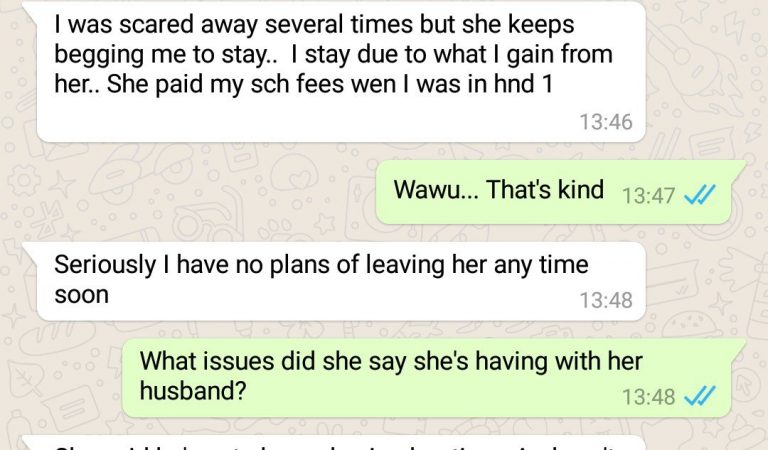 I was scared away several times but she keeps
begging me to stay..  I stay due to what I gain from
her.. She paid my sch fees wen I was in hnd 1
13:46
Wawu... That's kind 13:47
Seriously I have no plans of leaving her any time
soon
13:48
What issues did she say she's having with her
husband?
13:48